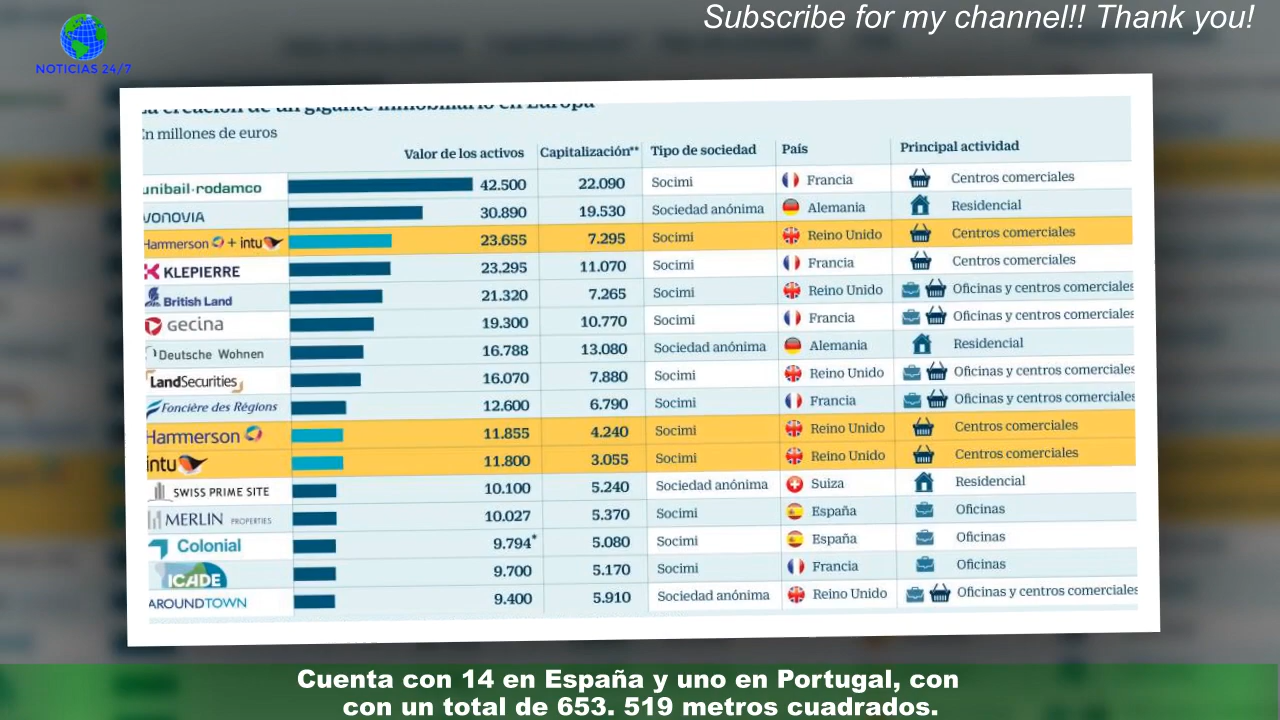 Subscribe for my channel!! Thank you!
NOTICIAS 24/7
La creación de un gigante inmobiliario en Europa
En millones de euros
Valor de los activos Capitalización** Tipo de sociedad País Principal actividad
unibail·rodamco 42.500 22.090 Socimi Francia Centros comerciales
VONOVIA 30.890 19.530 Sociedad anónima Alemania Residencial
Hammerson + intu 23.655 7.295 Socimi Reino Unido Centros comerciales
KLEPIERRE 23.295 11.070 Socimi Francia Centros comerciales
British Land 21.320 7.265 Socimi Reino Unido Oficinas y centros comerciales
Gecina 19.300 10.770 Socimi Francia Oficinas y centros comerciales
Deutsche Wohnen 16.788 13.080 Sociedad anónima Alemania Residencial
LandSecurities 16.070 7.880 Socimi Reino Unido Oficinas y centros comerciales
Foncière des Régions 12.600 6.790 Socimi Francia Oficinas y centros comerciales
Hammerson 11.855 4.240 Socimi Reino Unido Centros comerciales
intu 11.800 3.055 Socimi Reino Unido Centros comerciales
SWISS PRIME SITE 10.100 5.240 Sociedad anónima Suiza Residencial
MERLIN PROPERTIES 10.027 5.370 Socimi España Oficinas
Colonial 9.794* 5.080 Socimi España Oficinas
ICADE 9.700 5.170 Socimi Francia Oficinas
AROUNDTOWN 9.400 5.910 Sociedad anónima Reino Unido Oficinas y centros comerciales
Cuenta con 14 en España y uno en Portugal, con
con un total de 653. 519 metros cuadrados.